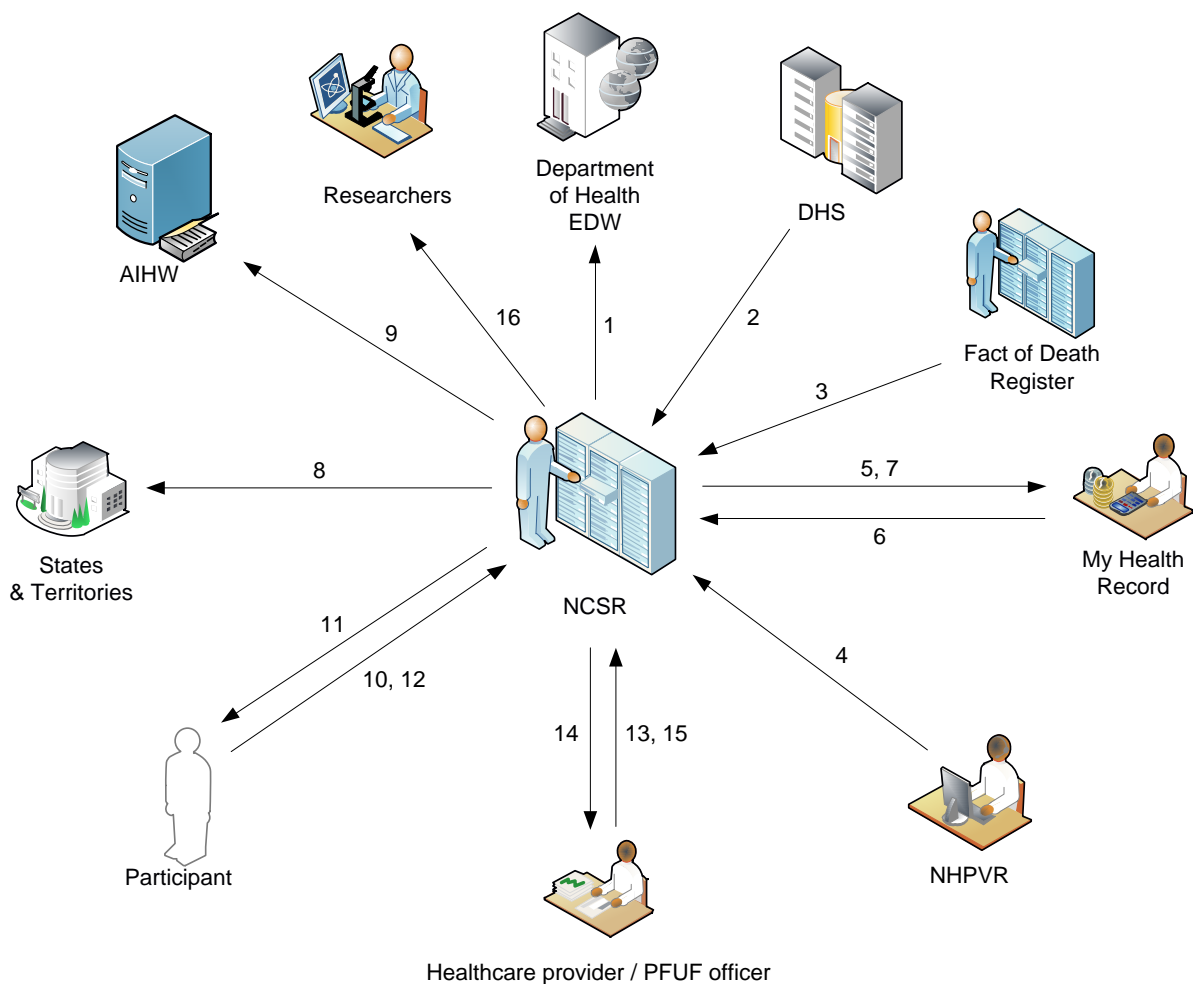 Researchers
Department
of Health
EDW
DHS
AIHW
Fact of Death
Register
9
16
1
2
3
8
5, 7
6
My Health
Record
States
& Territories
NCSR
11
10, 12
4
14
13, 15
Participant
NHPVR
Healthcare provider / PFUF officer